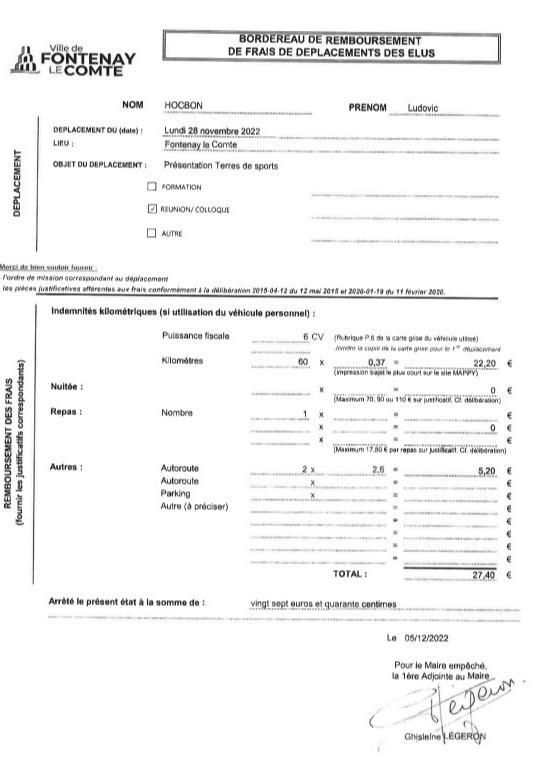 Ville de
FONTENAY
LE COMTE
BORDEREAU DE REMBOURSEMENT
DE FRAIS DE DEPLACEMENTS DES ELUS
NOM HOCBON PRENOM Ludovic
DEPLACEMENT
DEPLACEMENT DU (date) : Lundi 28 novembre 2022
LIEU : Fontenay le Comte
OBJET DU DEPLACEMENT : Présentation Terres de sports
FORMATION
REUNION/ COLLOQUE
AUTRE
Merci de bien vouloir fournir :
l'ordre de mission correspondant au déplacement
les pièces justificatives afférentes aux frais conformément à la délibération 2015-04-12 du 12 mai 2015 et 2020-01-19 du 11 février 2020.
REMBOURSEMENT DES FRAIS
(fournir les justificatifs correspondants)
Indemnités kilométriques (si utilisation du véhicule personnel) :
Puissance fiscale 6 CV (Rubrique P.6 de la carte grise du véhicule utilisé)
Joindre la copie de la carte grise pour le 1er déplacement
Kilomètres 60 x 0,37 = 22,20 €
(Impression trajet le plus court sur le site MAPPY)
Nuitée : x = 0 €
(Maximum 70, 90 ou 110 € sur justificatif. Cf. délibération)
Repas : Nombre 1 x = €
x = 0 €
x = €
(Maximum 17.50 € par repas sur justificatif. Cf. délibération)
Autres : Autoroute 2 x 2,6 = 5,20 €
Autoroute x = €
Parking x = €
Autre (à préciser) = €
= €
= €
= €
= €
TOTAL : 27,40 €
Arrêté le présent état à la somme de : vingt sept euros et quarante centimes
Le 05/12/2022
Pour le Maire empêché,
la 1ère Adjointe au Maire
Ghislaine LÉGERON